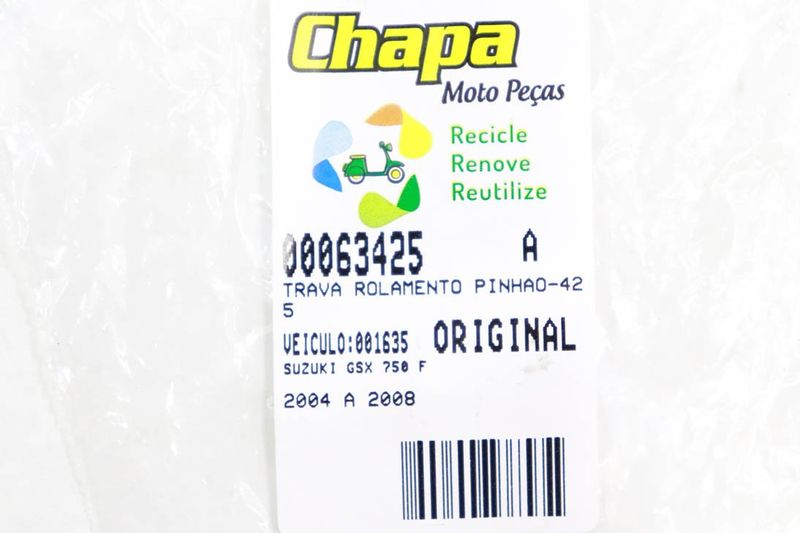 Chapa
Moto Peças
Recicle
Renove
Reutilize
00063425 A
TRAVA ROLAMENTO PINHAO-42
5
VEICULO:001635 ORIGINAL
SUZUKI GSX 750 F
2004 A 2008